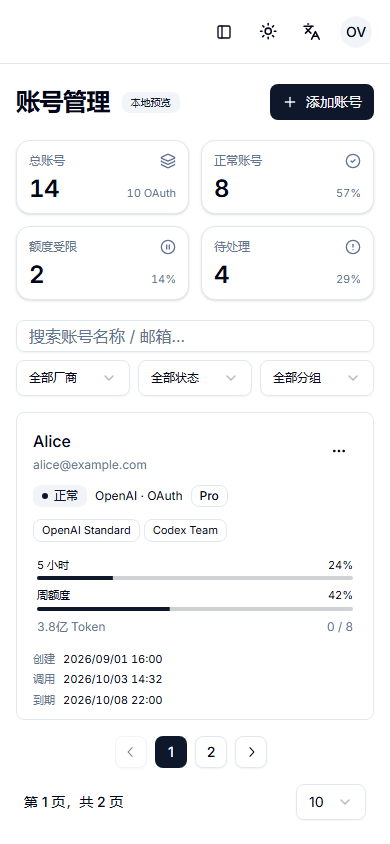 OV
账号管理 本地预览 添加账号
总账号 正常账号
14 10 OAuth 8 57%
额度受限 待处理
2 14% 4 29%
搜索账号名称 / 邮箱...
全部厂商 全部状态 全部分组
Alice
alice@example.com
正常 OpenAI · OAuth Pro
OpenAI Standard Codex Team
5 小时 24%
周额度 42%
3.8亿 Token 0 / 8
创建 2026/09/01 16:00
调用 2026/10/03 14:32
到期 2026/10/08 22:00
1 2
第 1 页，共 2 页 10